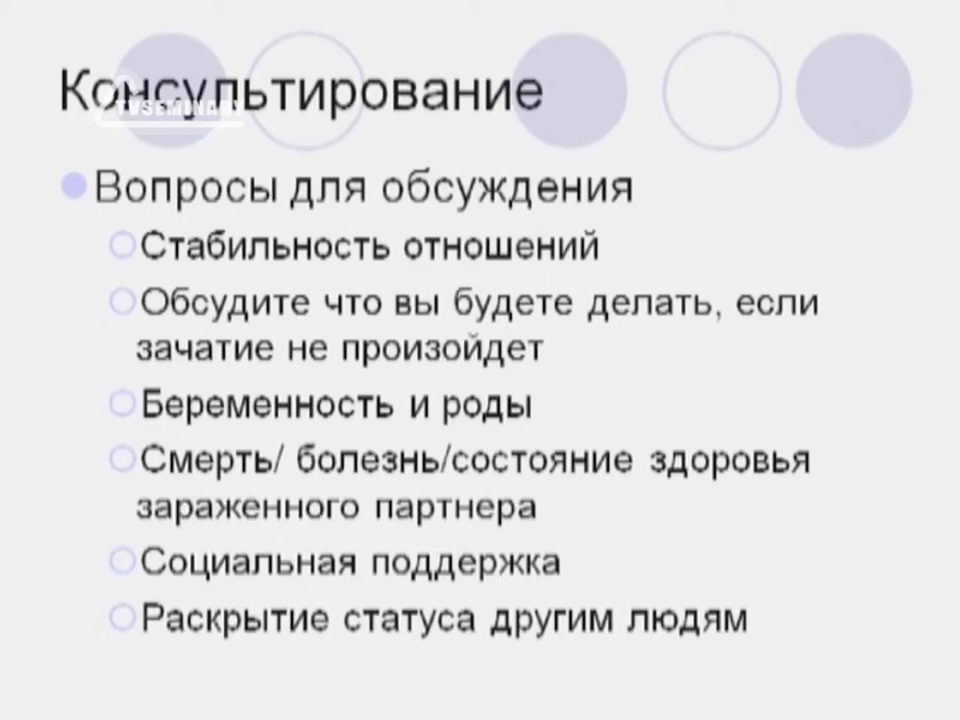 Консультирование
TVSEMINARY
Вопросы для обсуждения
Стабильность отношений
Обсудите что вы будете делать, если
зачатие не произойдет
Беременность и роды
Смерть/ болезнь/состояние здоровья
зараженного партнера
Социальная поддержка
Раскрытие статуса другим людям